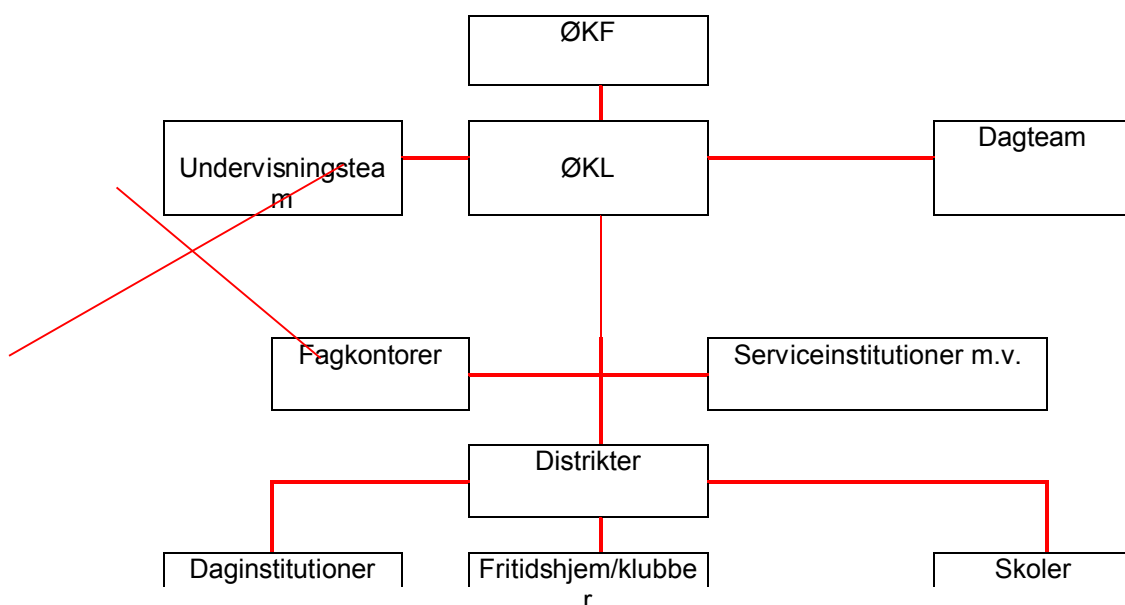 ØKF
Undervisningstea
m
ØKL
Dagteam
Fagkontorer
Serviceinstitutioner m.v.
Distrikter
Daginstitutioner
Fritidshjem/klubbe
r
Skoler